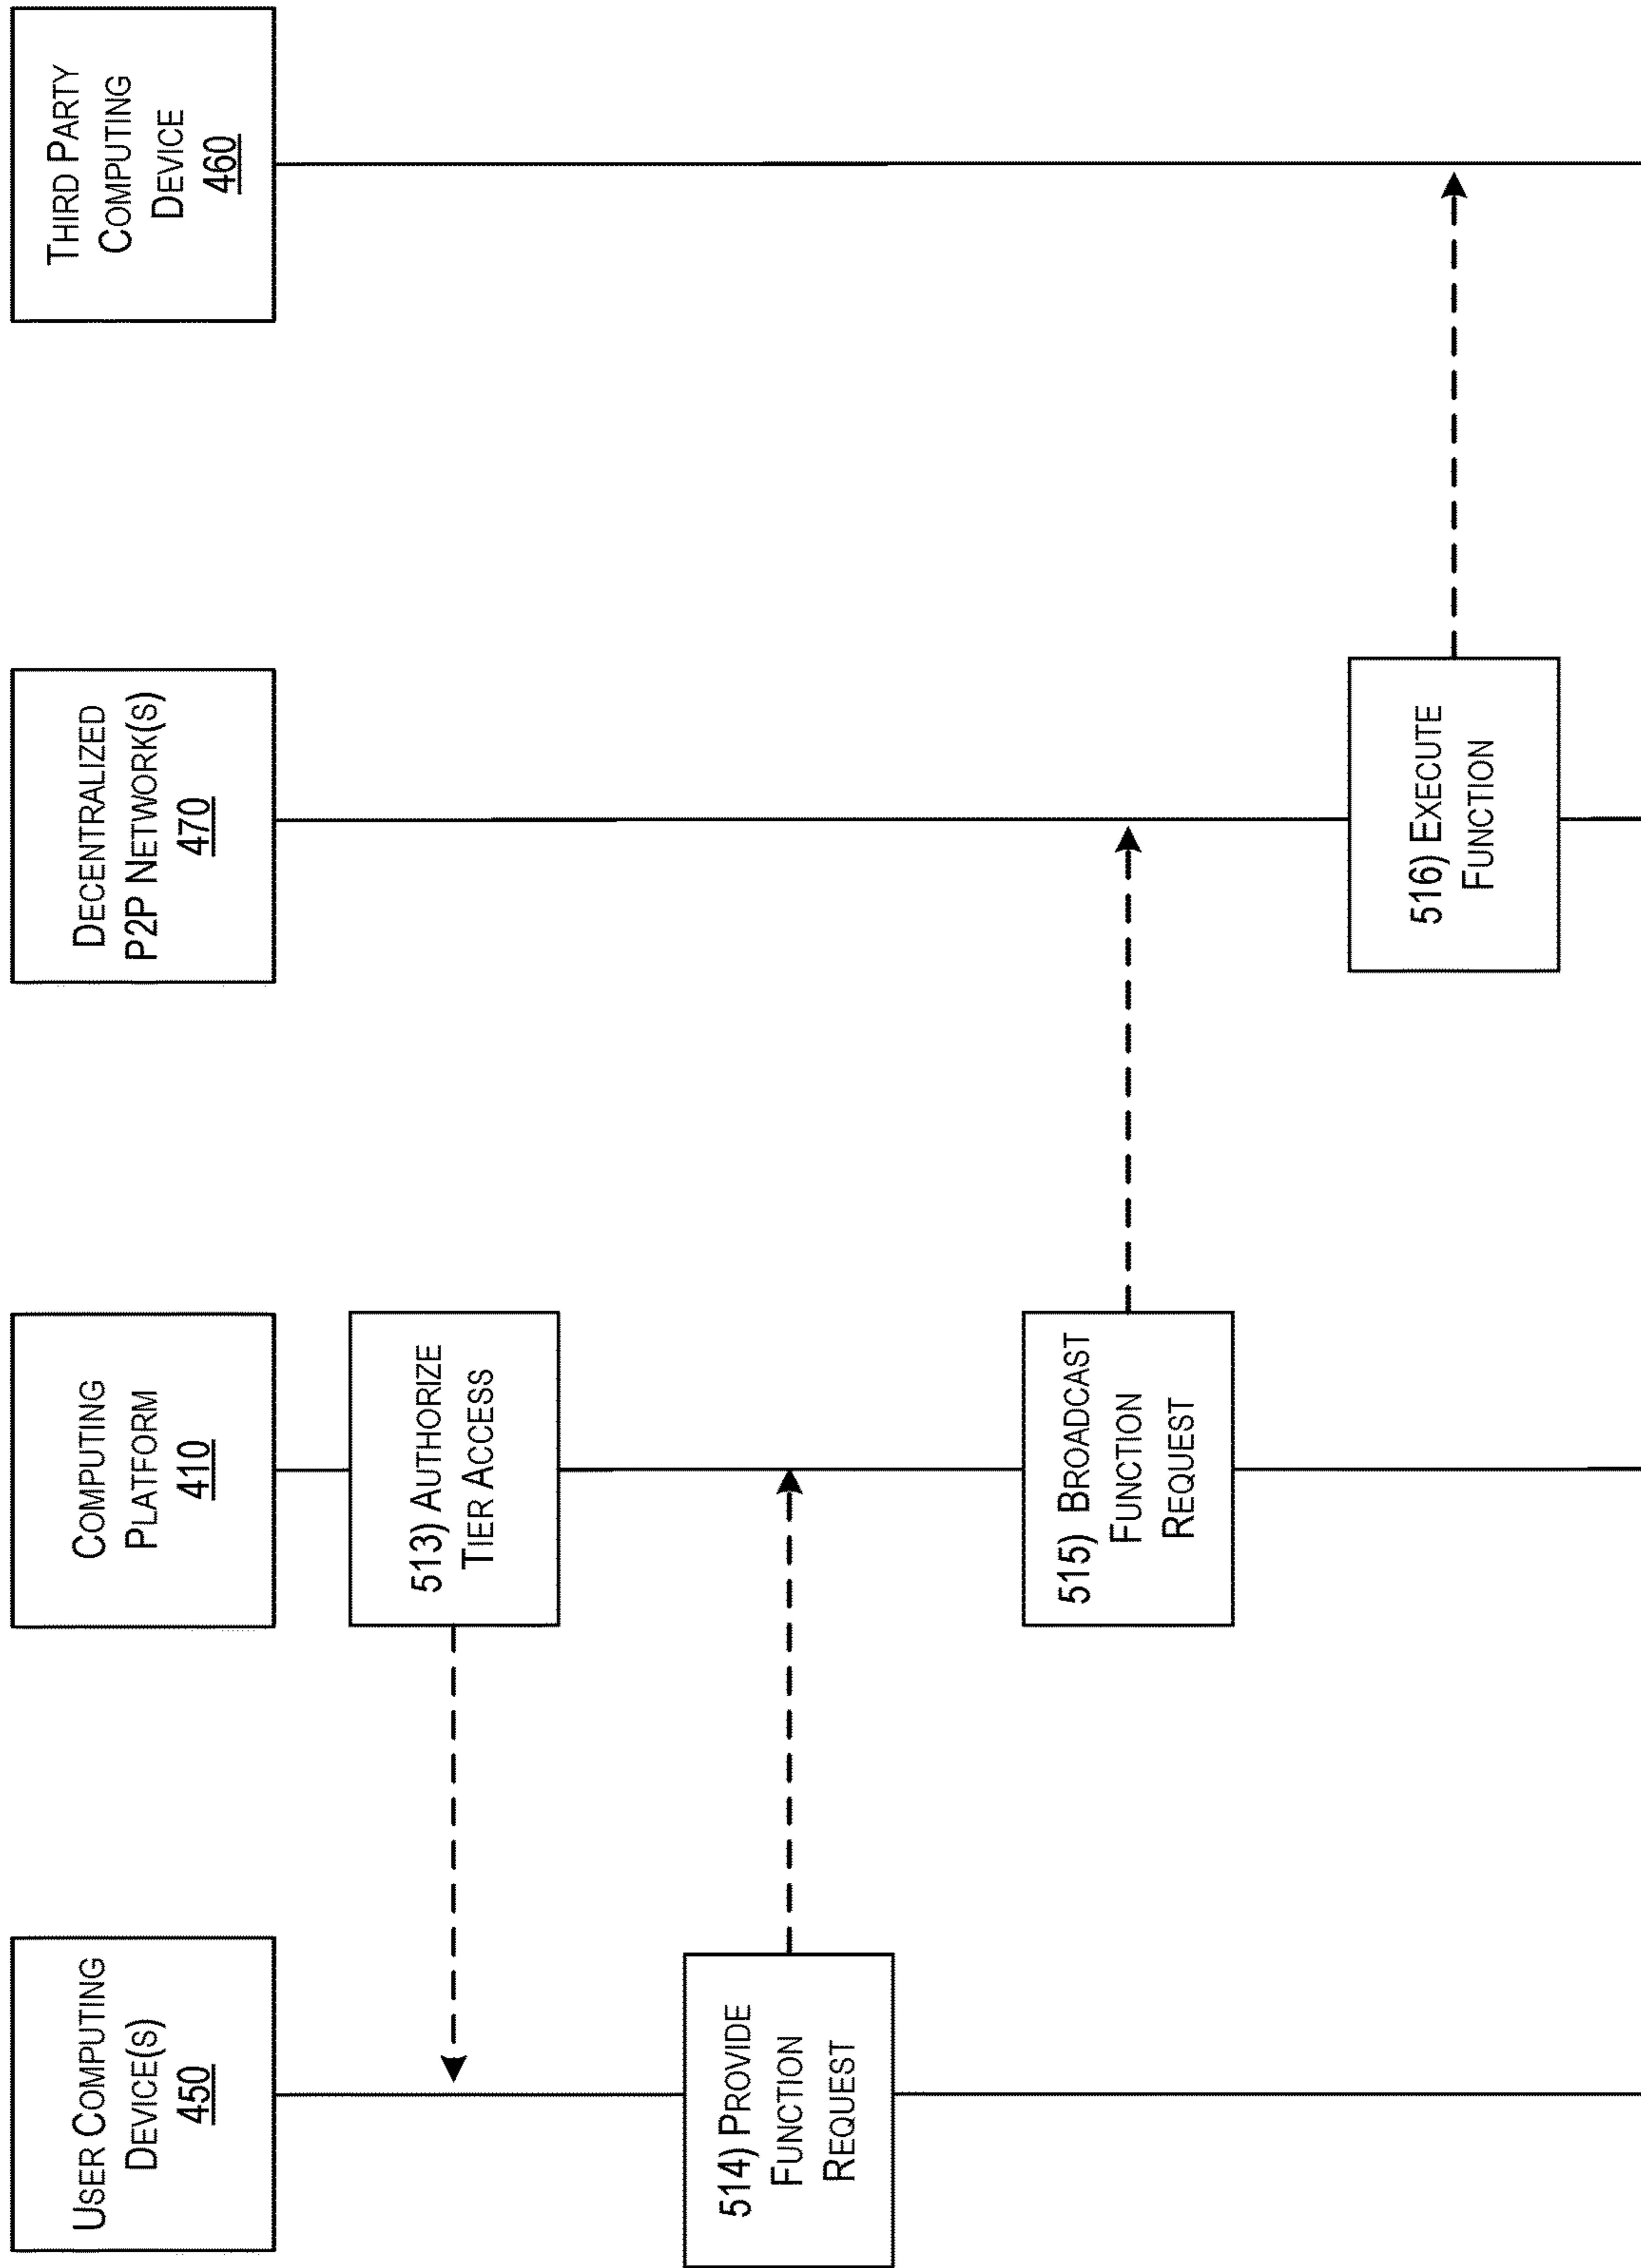 USER COMPUTING
DEVICE(S)
450
COMPUTING
PLATFORM
410
DECENTRALIZED
P2P NETWORK(S)
470
THIRD PARTY
COMPUTING
DEVICE
460
513) AUTHORIZE
TIER ACCESS
514) PROVIDE
FUNCTION
REQUEST
515) BROADCAST
FUNCTION
REQUEST
516) EXECUTE
FUNCTION